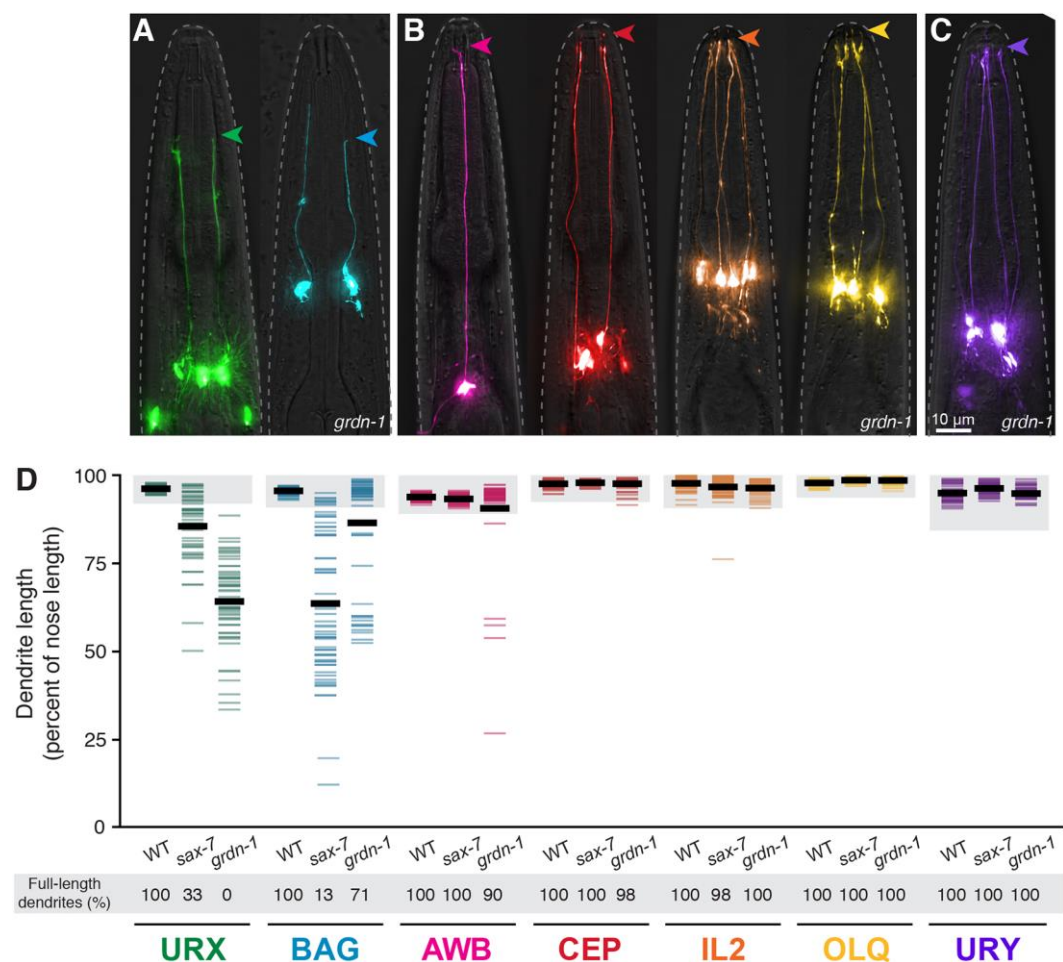 A
B
C
grdn-1
grdn-1
10 µm
grdn-1
D
Dendrite length
(percent of nose length)
100
75
50
25
0
WT sax-7 grdn-1 WT sax-7 grdn-1 WT sax-7 grdn-1 WT sax-7 grdn-1 WT sax-7 grdn-1 WT sax-7 grdn-1 WT sax-7 grdn-1
Full-length
dendrites (%)
100 33 0 100 13 71 100 100 90 100 100 98 100 98 100 100 100 100 100 100 100
URX BAG AWB CEP IL2 OLQ URY